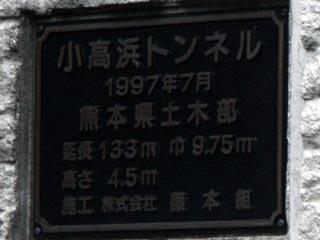 小高浜トンネル
1997年7月
熊本県土木部
延長 133m 巾 9.75m
高さ 4.5m
施工 株式会社 藤本組